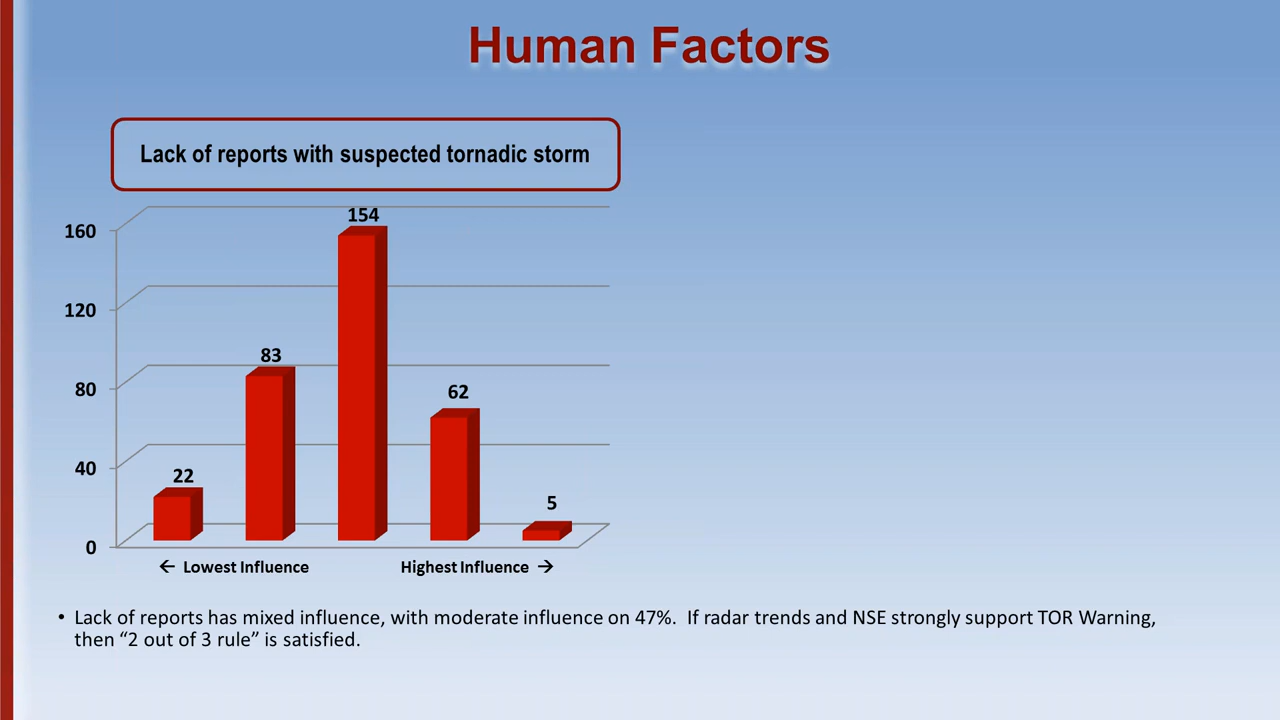 Human Factors
Lack of reports with suspected tornadic storm
160
120
80
40
0
22
83
154
62
5
← Lowest Influence
Highest Influence →
• Lack of reports has mixed influence, with moderate influence on 47%. If radar trends and NSE strongly support TOR Warning,
then “2 out of 3 rule” is satisfied.